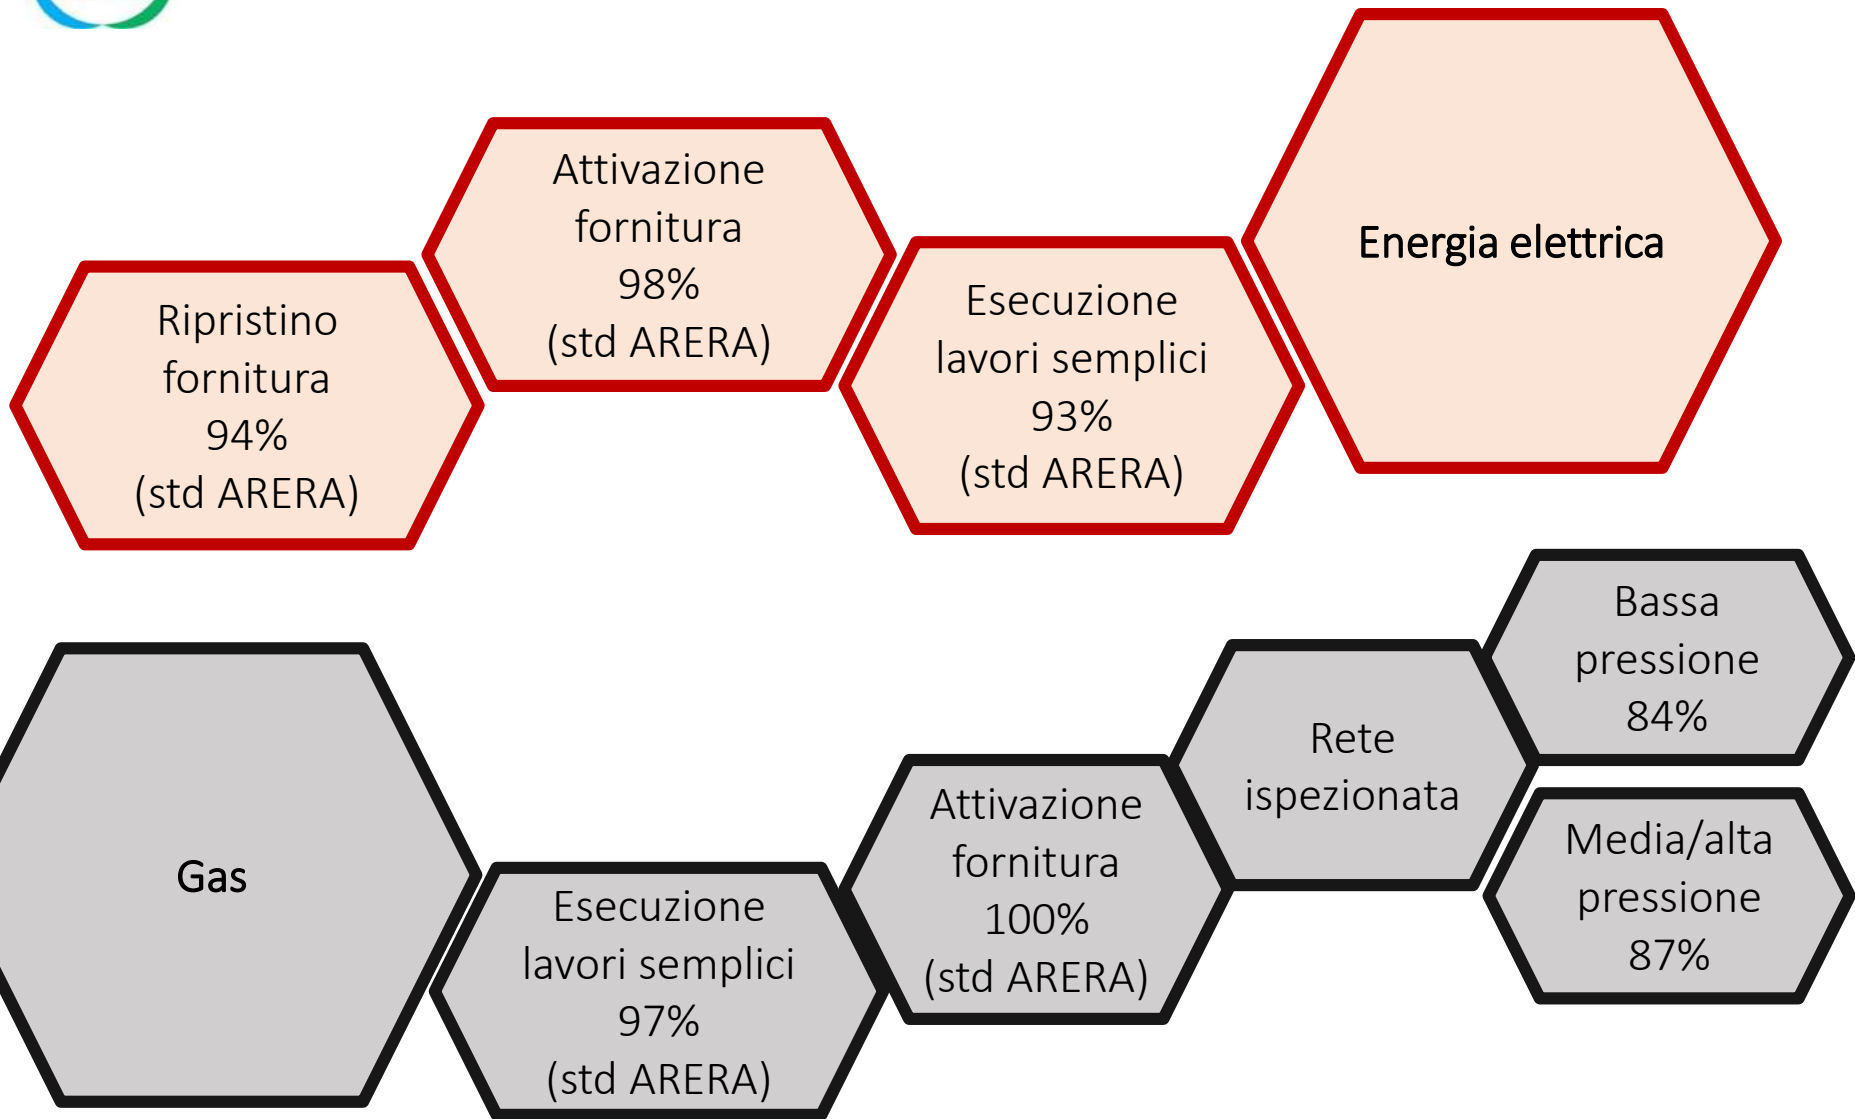 Energia elettrica
Attivazione
fornitura
98%
(std ARERA)
Ripristino
fornitura
94%
(std ARERA)
Esecuzione
lavori semplici
93%
(std ARERA)
Gas
Esecuzione
lavori semplici
97%
(std ARERA)
Attivazione
fornitura
100%
(std ARERA)
Rete
ispezionata
Bassa
pressione
84%
Media/alta
pressione
87%